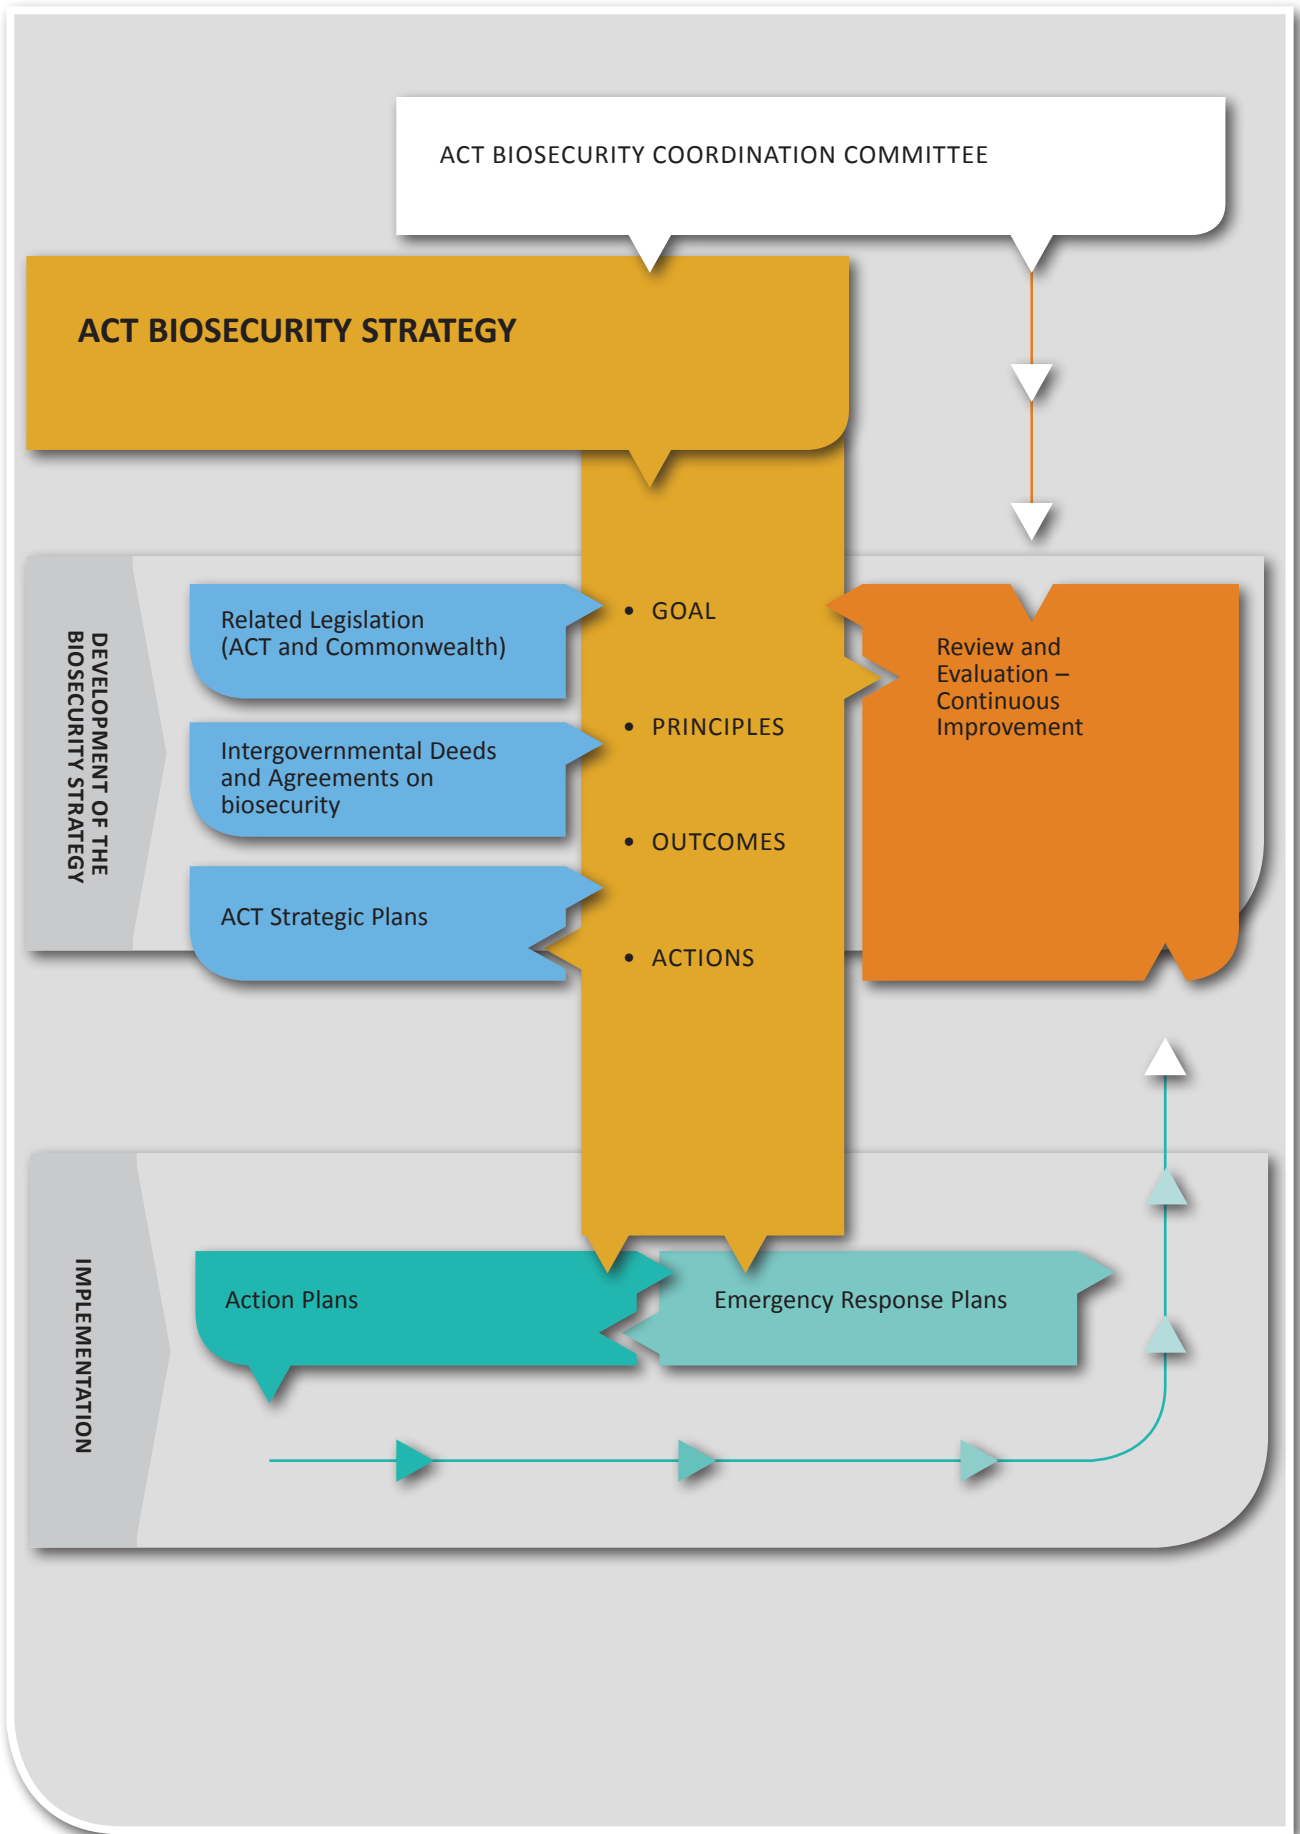 ACT BIOSECURITY COORDINATION COMMITTEE
ACT BIOSECURITY STRATEGY
DEVELOPMENT OF THE
BIOSECURITY STRATEGY
Related Legislation
(ACT and Commonwealth)
Intergovernmental Deeds
and Agreements on
biosecurity
ACT Strategic Plans
• GOAL
• PRINCIPLES
• OUTCOMES
• ACTIONS
Review and
Evaluation –
Continuous
Improvement
IMPLEMENTATION
Action Plans
Emergency Response Plans